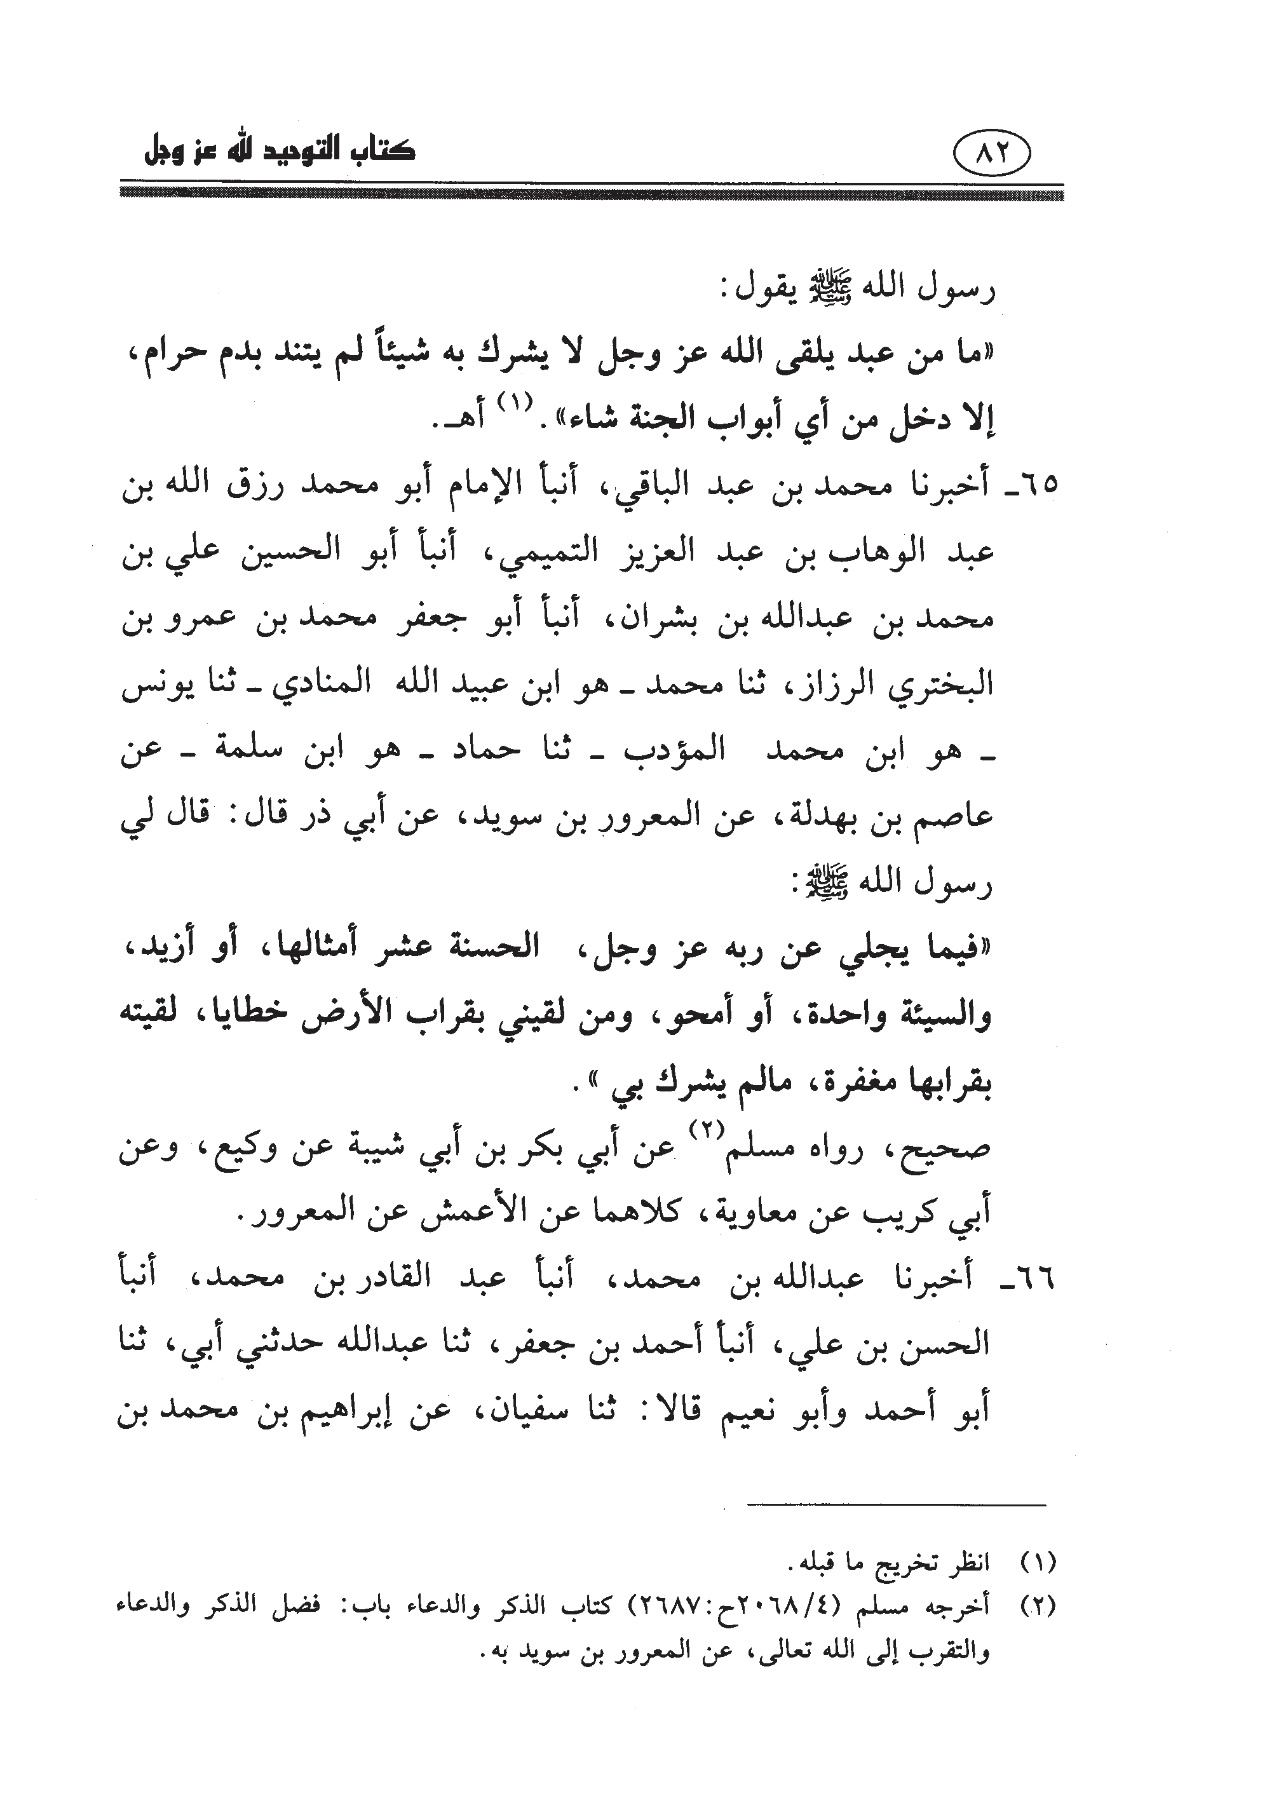 ٨٢
كتاب التوحيد لله عز وجل
رسول الله ﷺ يقول:
«ما من عبد يلقى الله عز وجل لا يشرك به شيئاً لم يتند بدم حرام،
إلا دخل من أي أبواب الجنة شاء».(١) أهـ.
٦٥ـ أخبرنا محمد بن عبد الباقي، أنبأ الإمام أبو محمد رزق الله بن
عبد الوهاب بن عبد العزيز التميمي، أنبأ أبو الحسين علي بن
محمد بن عبدالله بن بشران، أنبأ أبو جعفر محمد بن عمرو بن
البختري الرزاز، ثنا محمد ـ هو ابن عبيد الله المنادي ـ ثنا يونس
ـ هو ابن محمد المؤدب ـ ثنا حماد ـ هو ابن سلمة ـ عن
عاصم بن بهدلة، عن المعرور بن سويد، عن أبي ذر قال: قال لي
رسول الله ﷺ:
«فيما يجلي عن ربه عز وجل، الحسنة عشر أمثالها، أو أزيد،
والسيئة واحدة، أو أمحو، ومن لقيني بقراب الأرض خطايا، لقيته
بقرابها مغفرة، مالم يشرك بي».
صحيح، رواه مسلم(٢) عن أبي بكر بن أبي شيبة عن وكيع، وعن
أبي كريب عن معاوية، كلاهما عن الأعمش عن المعرور.
٦٦ـ أخبرنا عبدالله بن محمد، أنبأ عبد القادر بن محمد، أنبأ
الحسن بن علي، أنبأ أحمد بن جعفر، ثنا عبدالله حدثني أبي، ثنا
أبو أحمد وأبو نعيم قالا: ثنا سفيان، عن إبراهيم بن محمد بن
(١) انظر تخريج ما قبله.
(٢) أخرجه مسلم (٤/٢٠٦٨ح:٢٦٨٧) كتاب الذكر والدعاء باب: فضل الذكر والدعاء
والتقرب إلى الله تعالى، عن المعرور بن سويد به.